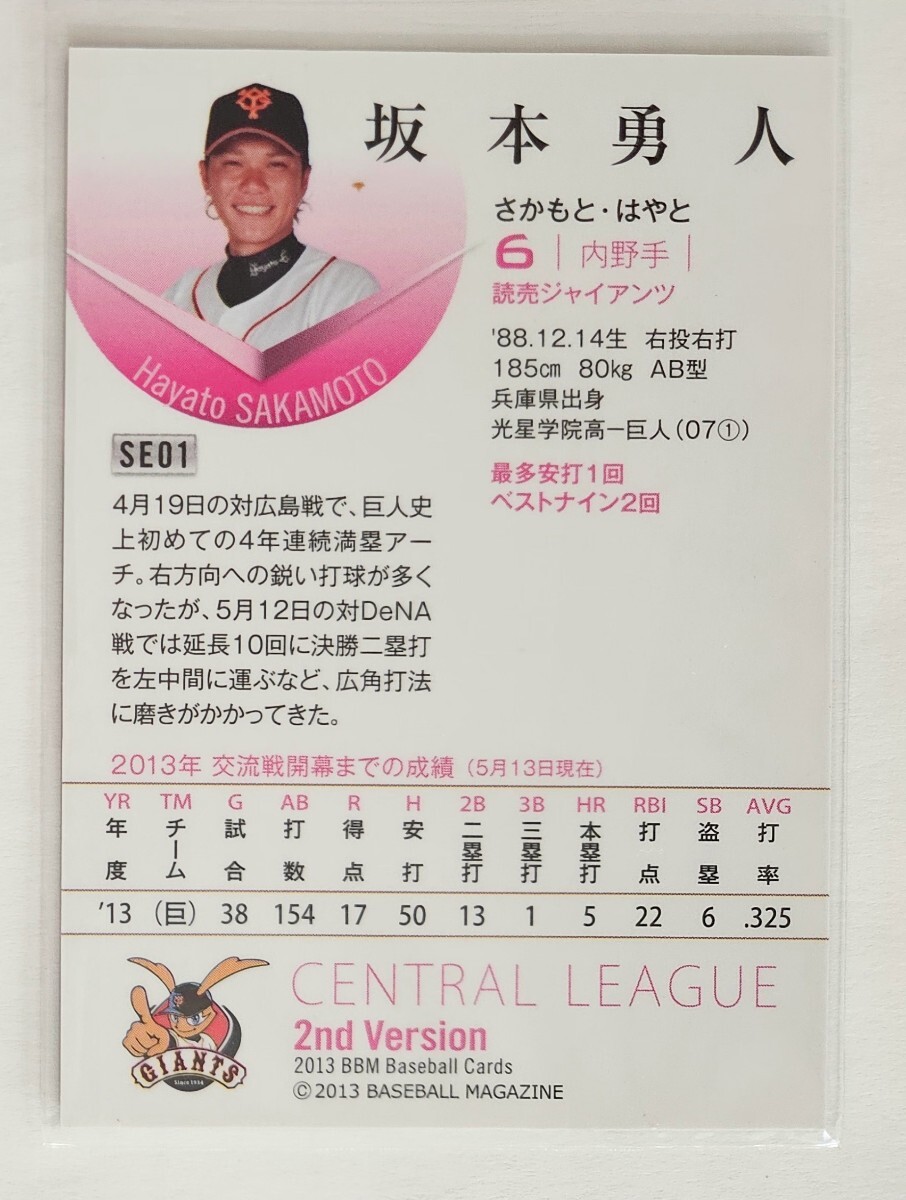 坂本勇人
さかもと・はやと
6 | 内野手 |
読売ジャイアンツ
'88.12.14生 右投右打
185cm 80kg AB型
兵庫県出身
光星学院高ー巨人(07①)
最多安打1回
ベストナイン2回
Hayato SAKAMOTO
SE01
4月19日の対広島戦で、巨人史
上初めての4年連続満塁アー
チ。右方向への鋭い打球が多く
なったが、5月12日の対DeNA
戦では延長10回に決勝二塁打
を左中間に運ぶなど、広角打法
に磨きがかかってきた。
2013年 交流戦開幕までの成績(5月13日現在)
YR TM G AB R H 2B 3B HR RBI SB AVG
年度 チーム 試合 打数 得点 安打 二塁打 三塁打 本塁打 打点 盗塁 打率
'13 (巨) 38 154 17 50 13 1 5 22 6 .325
GIANTS
Since 1934
CENTRAL LEAGUE
2nd Version
2013 BBM Baseball Cards
©2013 BASEBALL MAGAZINE